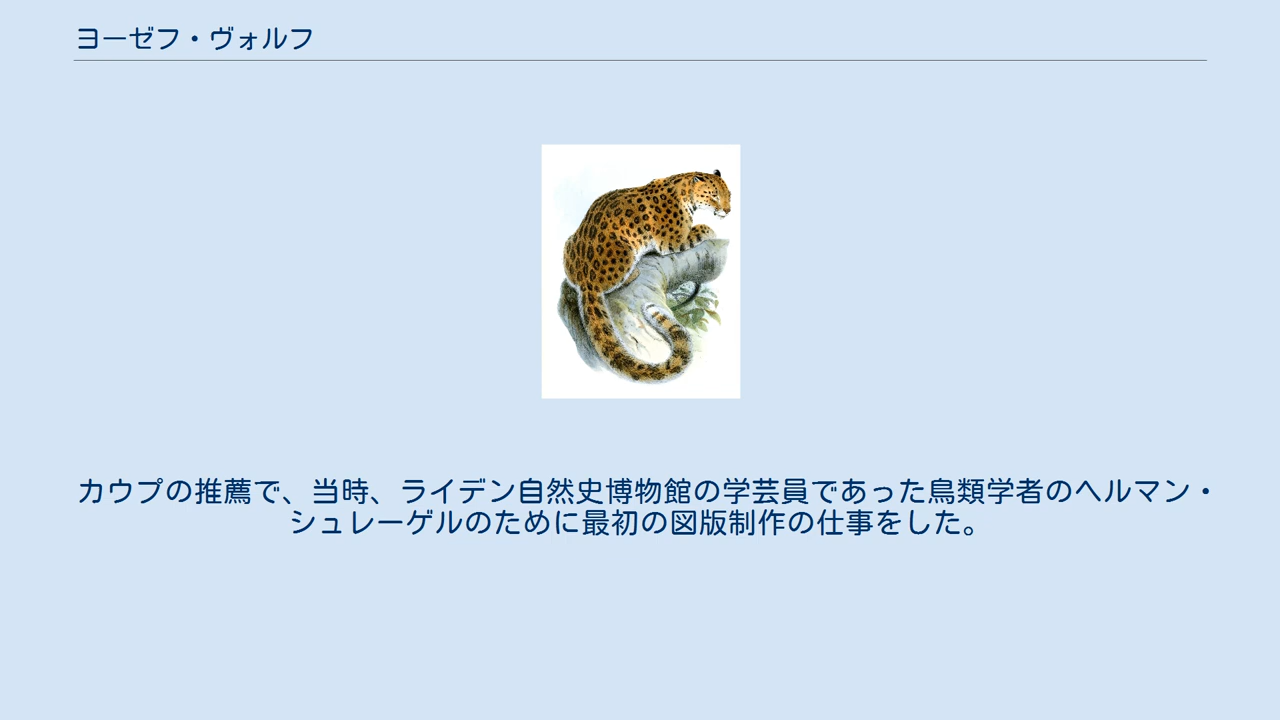 ヨーゼフ・ヴォルフ
カウプの推薦で、当時、ライデン自然史博物館の学芸員であった鳥類学者のヘルマン・
シュレーゲルのために最初の図版制作の仕事をした。